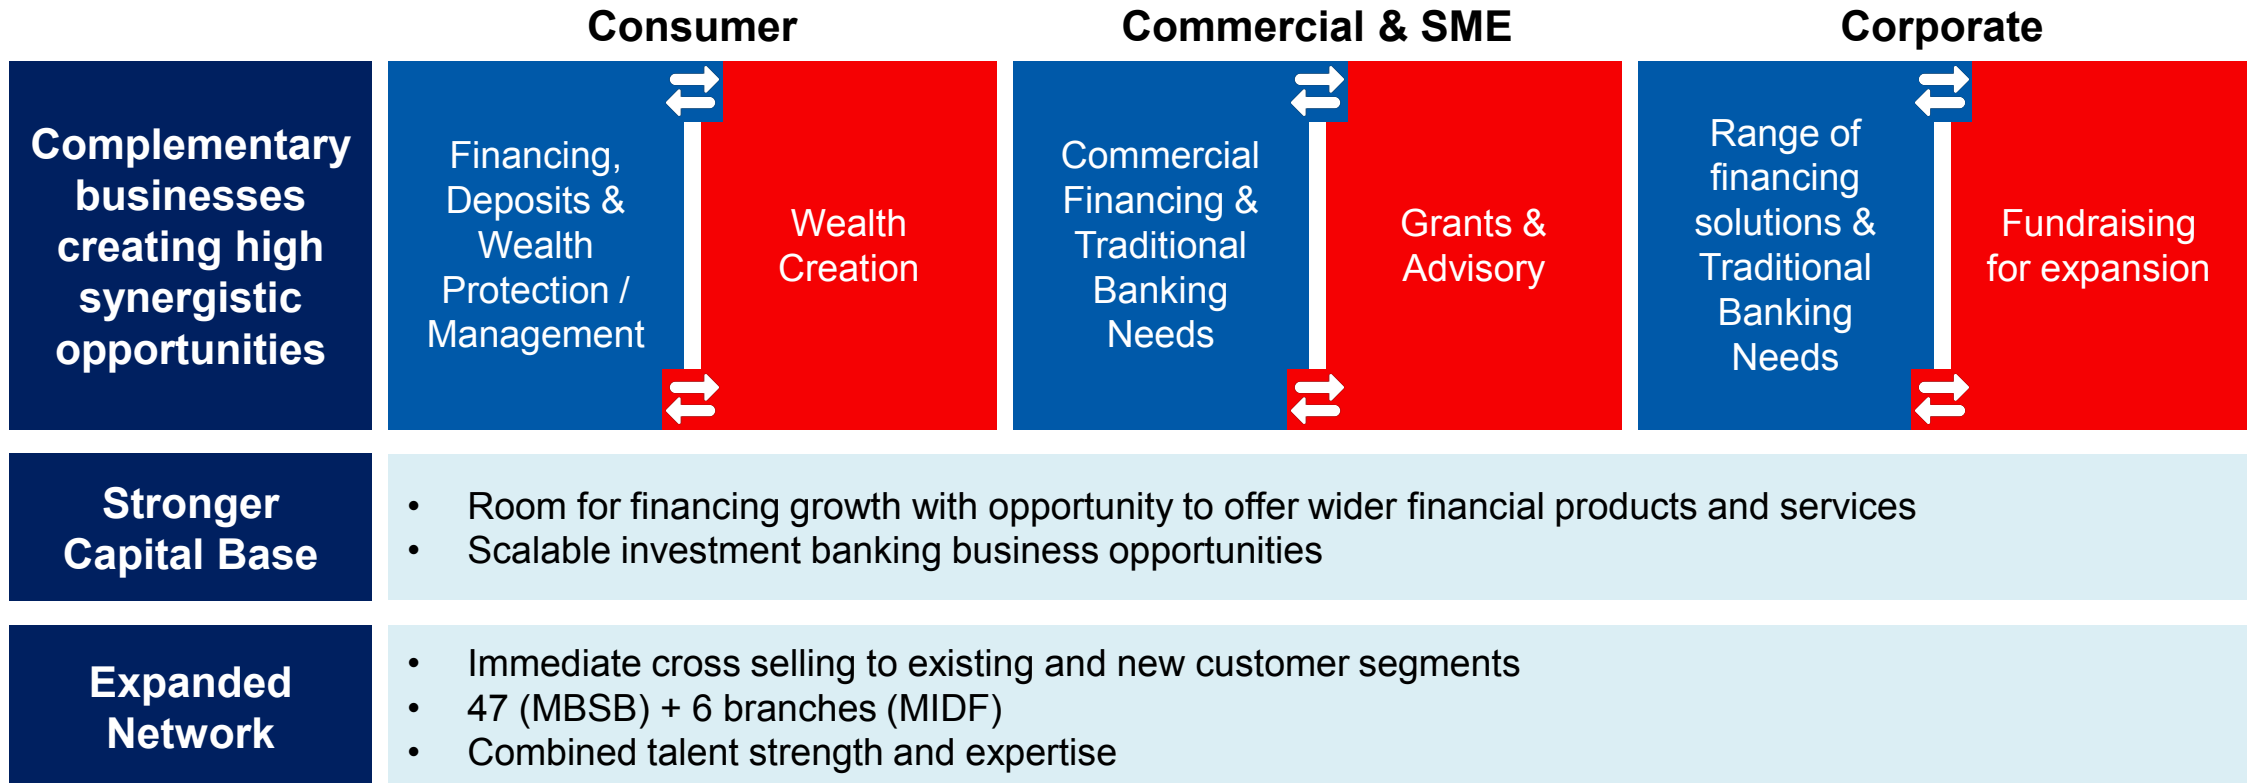 Consumer
Commercial & SME
Corporate
Complementary
businesses
creating high
synergistic
opportunities
Financing,
Deposits &
Wealth
Protection /
Management
Wealth
Creation
Commercial
Financing &
Traditional
Banking
Needs
Grants &
Advisory
Range of
financing
solutions &
Traditional
Banking
Needs
Fundraising
for expansion
Stronger
Capital Base
• Room for financing growth with opportunity to offer wider financial products and services
• Scalable investment banking business opportunities
Expanded
Network
• Immediate cross selling to existing and new customer segments
• 47 (MBSB) + 6 branches (MIDF)
• Combined talent strength and expertise